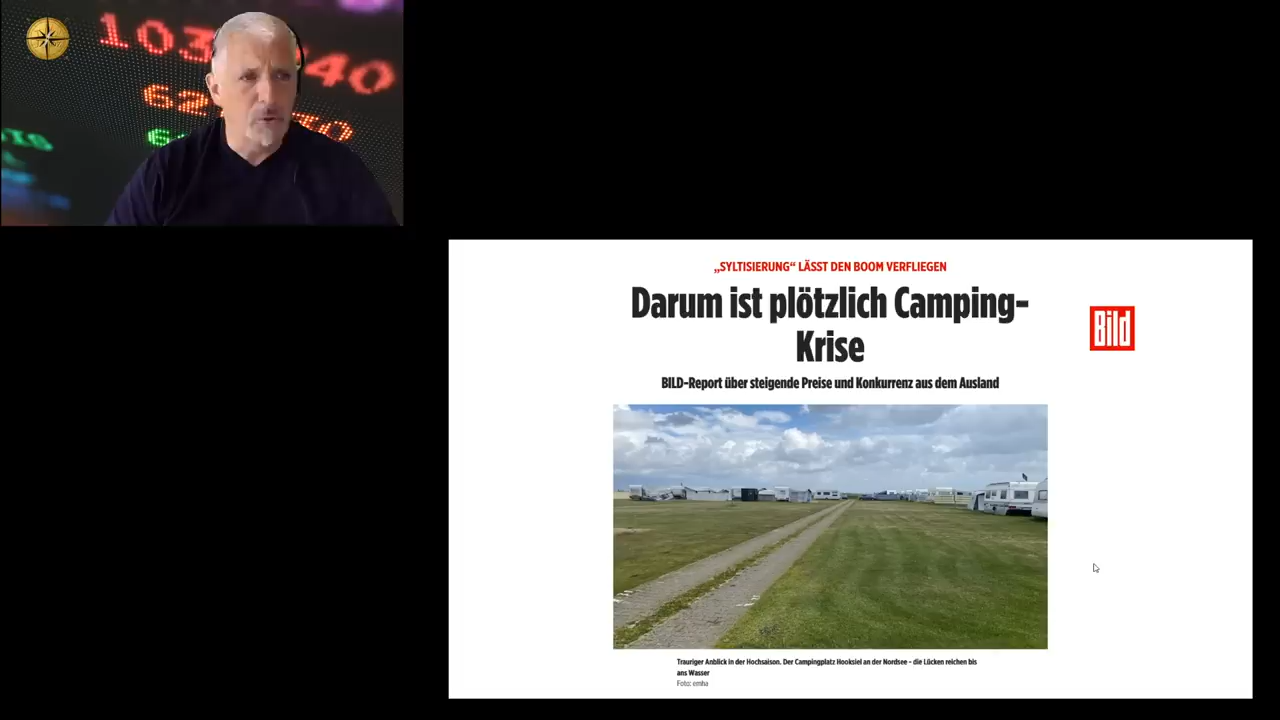 „SYLTISIERUNG“ LÄSST DEN BOOM VERFLIEGEN
Darum ist plötzlich Camping-
Krise
Bild
BILD-Report über steigende Preise und Konkurrenz aus dem Ausland
Trauriger Anblick in der Hochsaison. Der Campingplatz Hooksiel an der Nordsee - die Lücken reichen bis
ans Wasser
Foto: emha